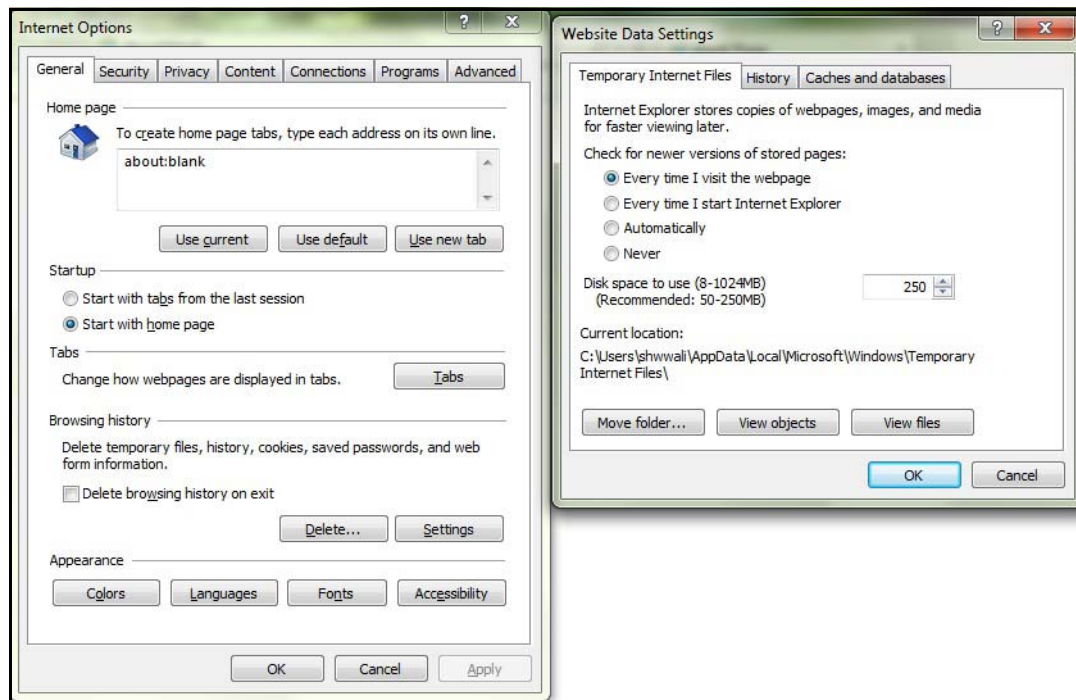 Internet Options
General Security Privacy Content Connections Programs Advanced
Home page
To create home page tabs, type each address on its own line.
about:blank
Use current Use default Use new tab
Startup
Start with tabs from the last session
Start with home page
Tabs
Change how webpages are displayed in tabs.
Tabs
Browsing history
Delete temporary files, history, cookies, saved passwords, and web
form information.
Delete browsing history on exit
Delete... Settings
Appearance
Colors Languages Fonts Accessibility
OK Cancel Apply
Website Data Settings
Temporary Internet Files History Caches and databases
Internet Explorer stores copies of webpages, images, and media
for faster viewing later.
Check for newer versions of stored pages:
Every time I visit the webpage
Every time I start Internet Explorer
Automatically
Never
Disk space to use (8-1024MB) 250
(Recommended: 50-250MB)
Current location:
C:\Users\shwwali\AppData\Local\Microsoft\Windows\Temporary
Internet Files\
Move folder... View objects View files
OK Cancel